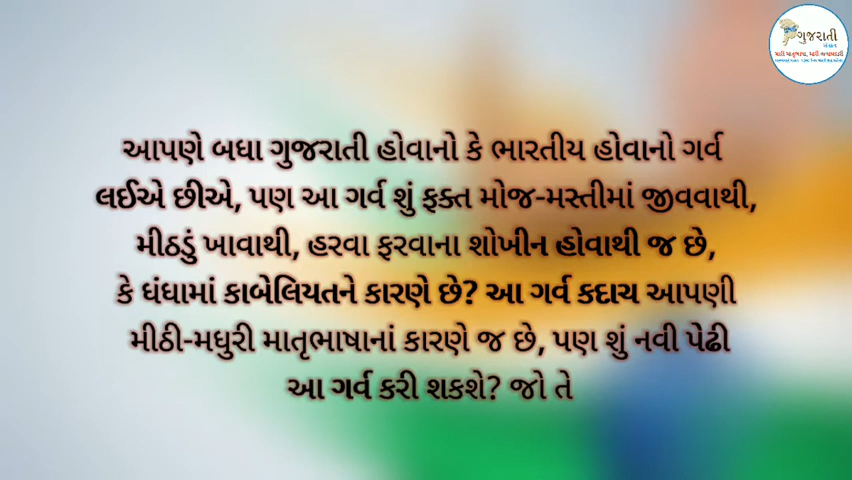 ગુજરાતી
આપણે બધા ગુજરાતી હોવાનો કે ભારતીય હોવાનો ગર્વ
લઈએ છીએ, પણ આ ગર્વ શું ફક્ત મોજ-મસ્તીમાં જીવવાથી,
મીઠડું ખાવાથી, હરવા ફરવાના શોખીન હોવાથી જ છે,
કે ધંધામાં કાબેલિયતને કારણે છે? આ ગર્વ કદાચ આપણી
મીઠી-મધુરી માતૃભાષાનાં કારણે જ છે, પણ શું નવી પેઢી
આ ગર્વ કરી શકશે? જો તે